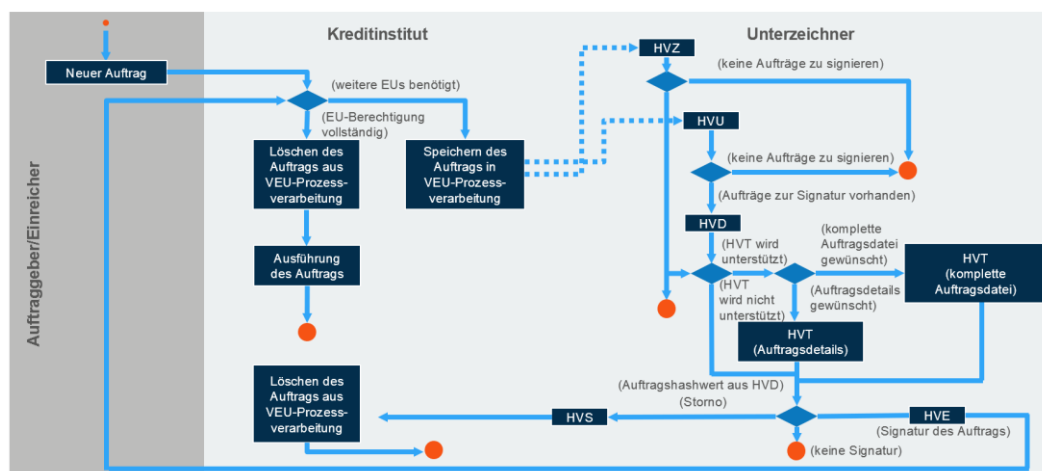 Kreditinstitut
Unterzeichner
Auftraggeber/Einreicher
Neuer Auftrag
(weitere EUs benötigt)
(EU-Berechtigung
vollständig)
Löschen des
Auftrags aus
VEU-Prozess-
verarbeitung
Speichern des
Auftrags in
VEU-Prozess-
verarbeitung
Ausführung
des Auftrags
HVZ
(keine Aufträge zu signieren)
HVU
(keine Aufträge zu signieren)
(Aufträge zur Signatur vorhanden)
HVD
(HVT wird
unterstützt)
(komplette
Auftragsdatei
gewünscht)
HVT
(komplette
Auftragsdatei)
(HVT
wird nicht
unterstützt)
(Auftragsdetails
gewünscht)
HVT
(Auftragsdetails)
(Auftragshashwert aus HVD)
(Storno)
Löschen des
Auftrags aus
VEU-Prozess-
verarbeitung
HVS
HVE
(Signatur des Auftrags)
(keine Signatur)